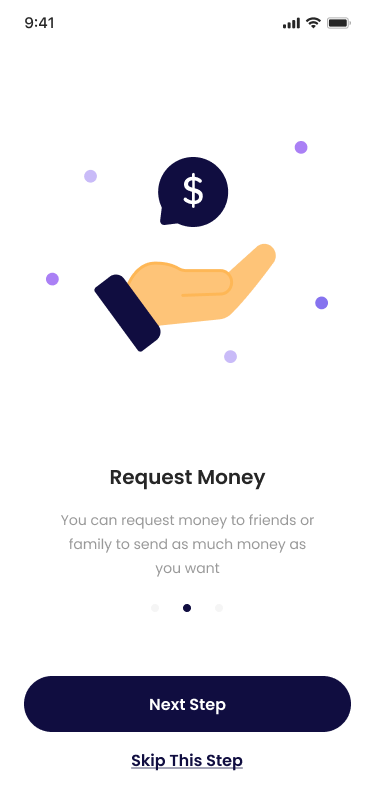 9:41
$
Request Money
You can request money to friends or
family to send as much money as
you want
Next Step
Skip This Step